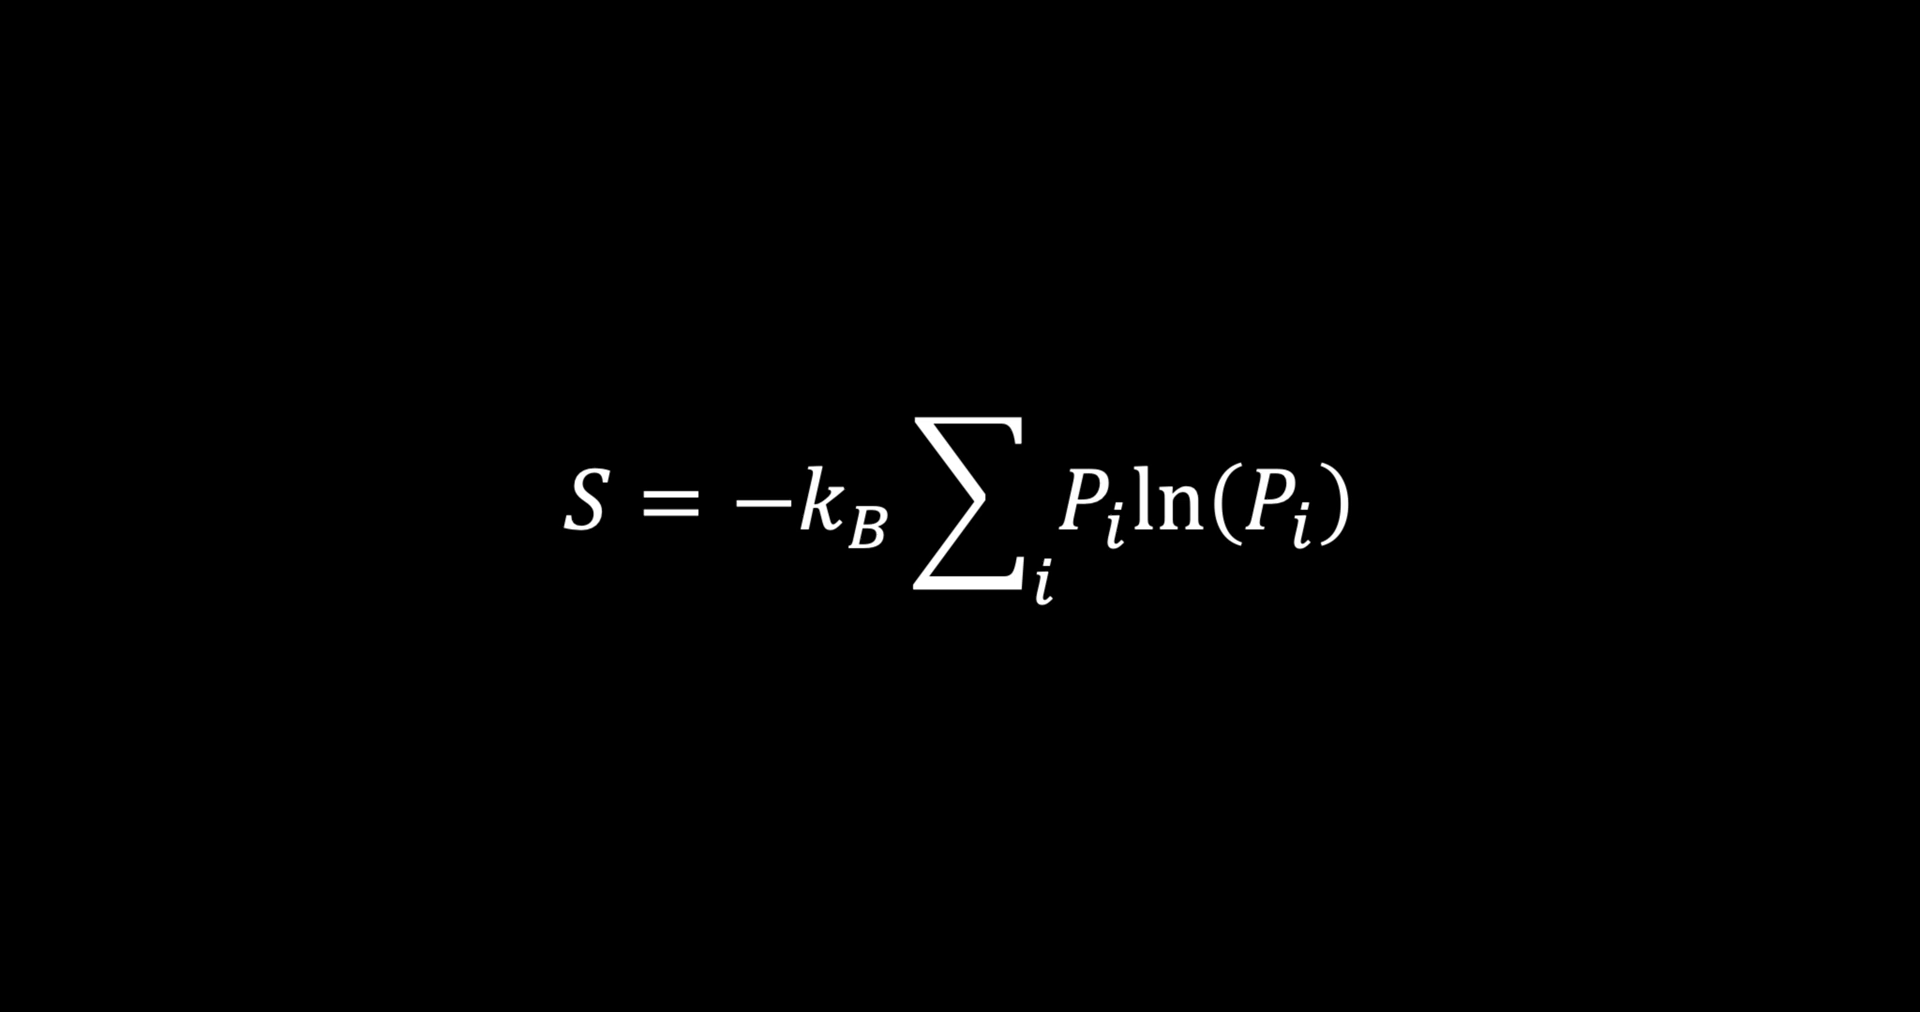 S = −k_B ∑_i P_i ln(P_i)